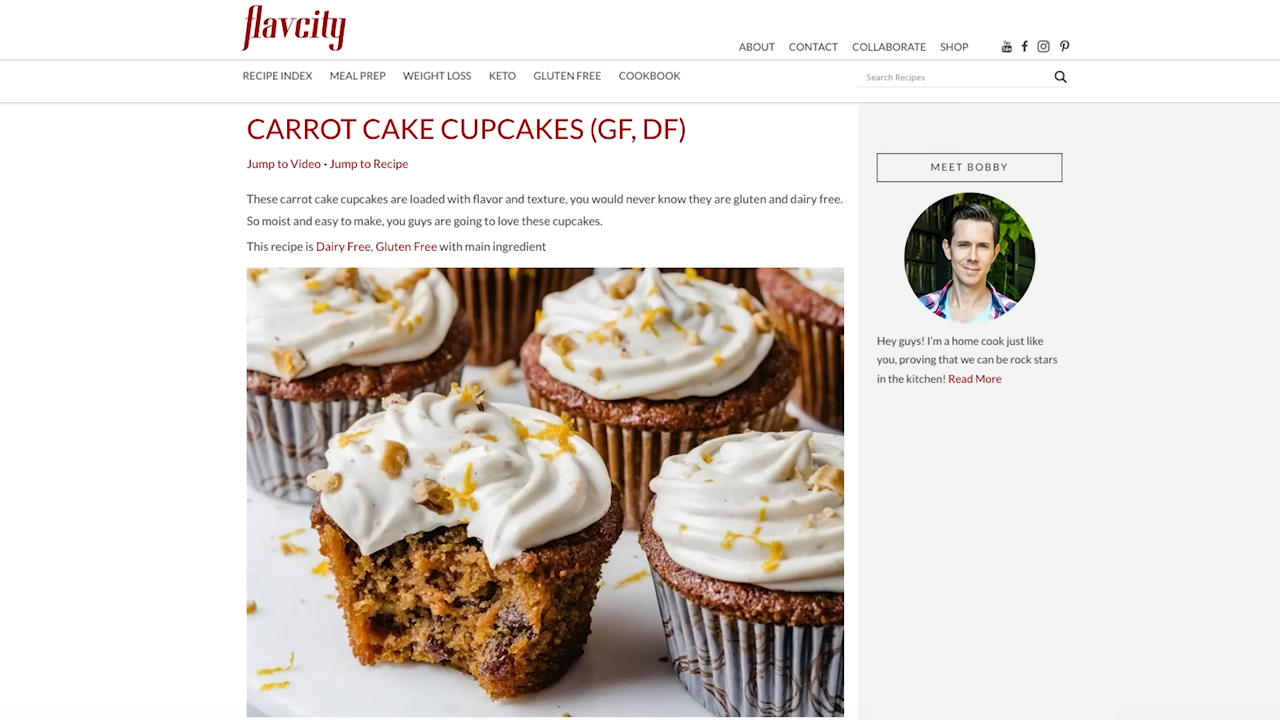 flavcity
ABOUT CONTACT COLLABORATE SHOP
RECIPE INDEX MEAL PREP WEIGHT LOSS KETO GLUTEN FREE COOKBOOK
Search Recipes
CARROT CAKE CUPCAKES (GF, DF)
Jump to Video · Jump to Recipe
These carrot cake cupcakes are loaded with flavor and texture, you would never know they are gluten and dairy free.
So moist and easy to make, you guys are going to love these cupcakes.
This recipe is Dairy Free, Gluten Free with main ingredient
MEET BOBBY
Hey guys! I'm a home cook just like
you, proving that we can be rock stars
in the kitchen! Read More